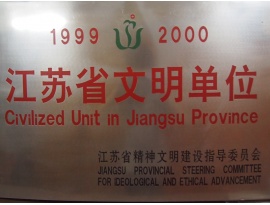 1999 2000
江苏省文明单位
Civilized Unit in Jiangsu Province
江苏省精神文明建设指导委员会
JIANGSU PROVINCIAL STEERING COMMITTEE
FOR IDEOLOGICAL AND ETHICAL ADVANCEMENT